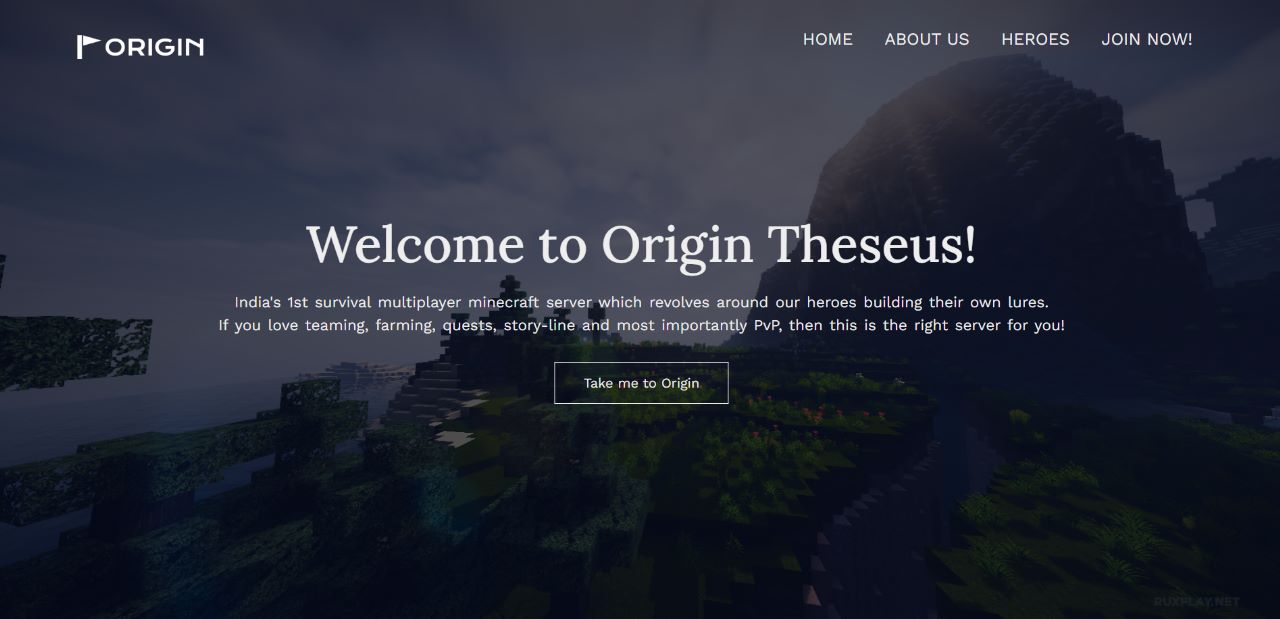 ORIGIN
HOME ABOUT US HEROES JOIN NOW!
Welcome to Origin Theseus!
India's 1st survival multiplayer minecraft server which revolves around our heroes building their own lures.
If you love teaming, farming, quests, story-line and most importantly PvP, then this is the right server for you!
Take me to Origin
RUXPLAY.NET